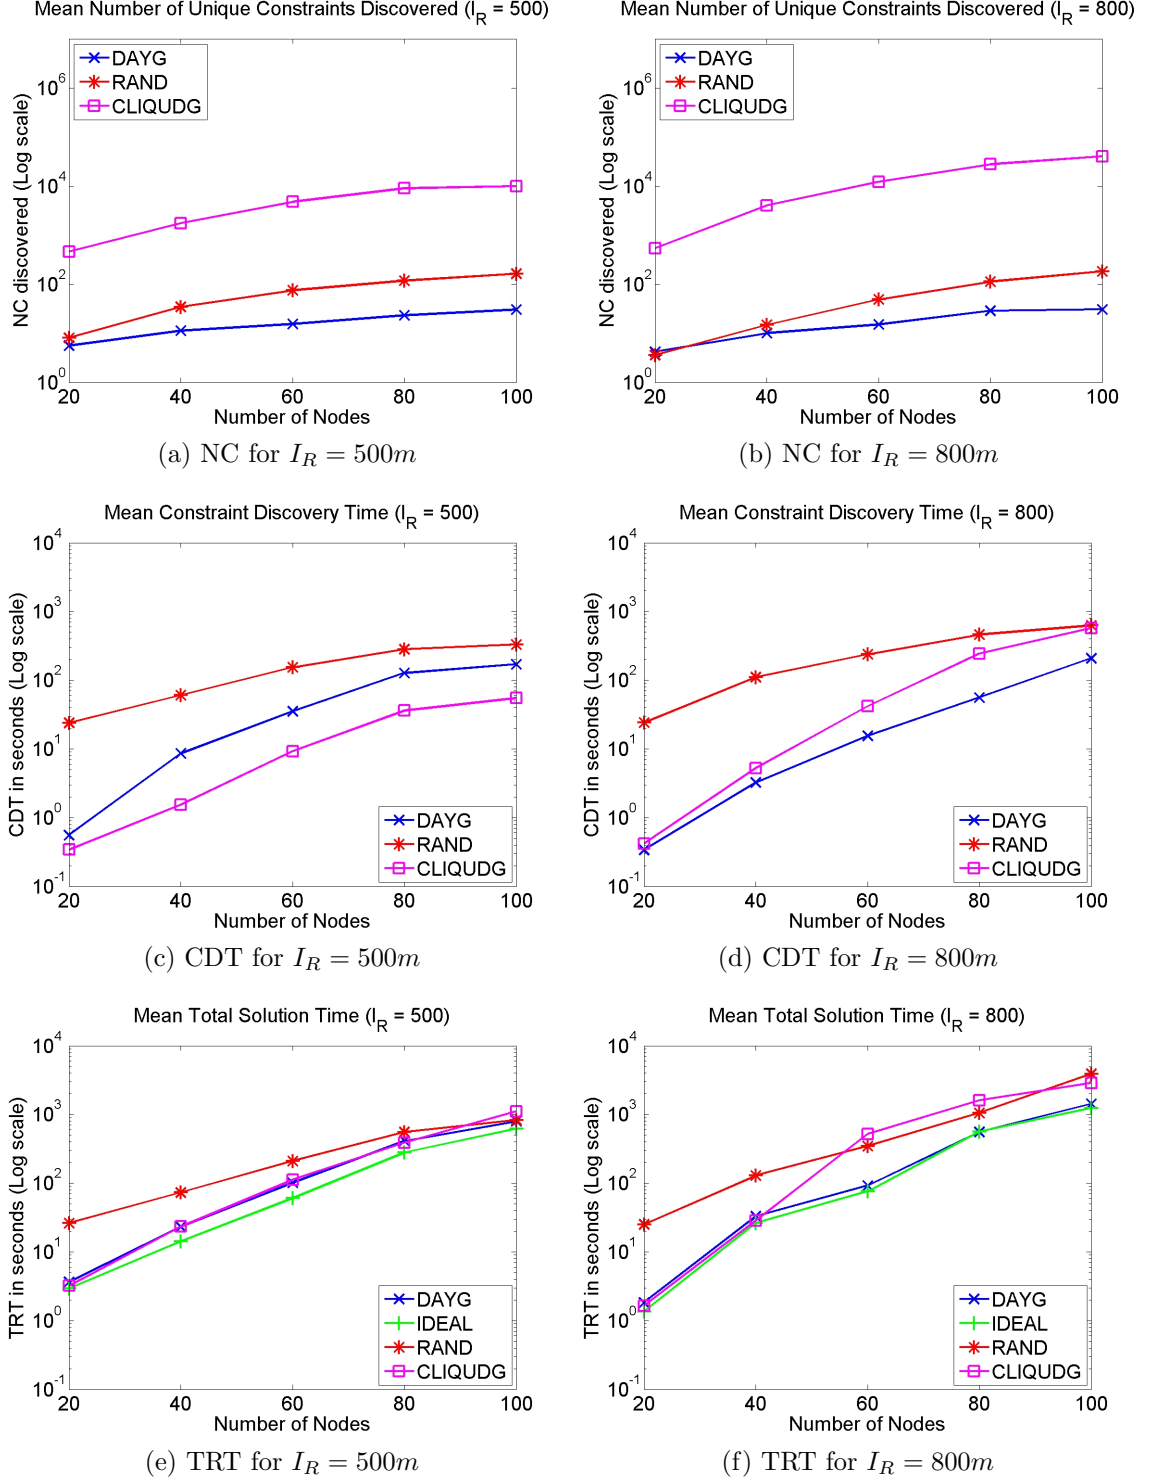 Mean Number of Unique Constraints Discovered (I_R = 500)
NC discovered (Log scale)
10^6
10^4
10^2
10^0
DAYG
RAND
CLIQUDG
20 40 60 80 100
Number of Nodes
(a) NC for I_R = 500m
Mean Number of Unique Constraints Discovered (I_R = 800)
NC discovered (Log scale)
10^6
10^4
10^2
10^0
DAYG
RAND
CLIQUDG
20 40 60 80 100
Number of Nodes
(b) NC for I_R = 800m
Mean Constraint Discovery Time (I_R = 500)
CDT in seconds (Log scale)
10^4
10^3
10^2
10^1
10^0
10^-1
DAYG
RAND
CLIQUDG
20 40 60 80 100
Number of Nodes
(c) CDT for I_R = 500m
Mean Constraint Discovery Time (I_R = 800)
CDT in seconds (Log scale)
10^4
10^3
10^2
10^1
10^0
10^-1
DAYG
RAND
CLIQUDG
20 40 60 80 100
Number of Nodes
(d) CDT for I_R = 800m
Mean Total Solution Time (I_R = 500)
TRT in seconds (Log scale)
10^4
10^3
10^2
10^1
10^0
10^-1
DAYG
IDEAL
RAND
CLIQUDG
20 40 60 80 100
Number of Nodes
(e) TRT for I_R = 500m
Mean Total Solution Time (I_R = 800)
TRT in seconds (Log scale)
10^4
10^3
10^2
10^1
10^0
10^-1
DAYG
IDEAL
RAND
CLIQUDG
20 40 60 80 100
Number of Nodes
(f) TRT for I_R = 800m